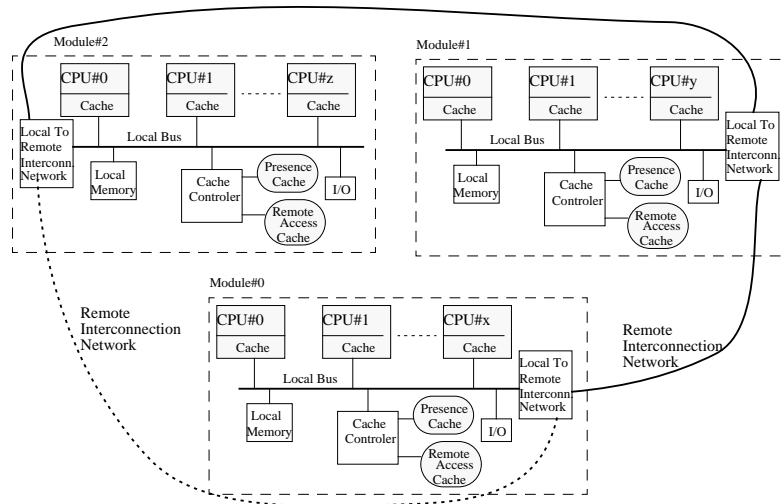 Module#2
CPU#0
Cache
CPU#1
Cache
CPU#z
Cache
Local To
Remote
Interconn.
Network
Local Bus
Local
Memory
Cache
Controler
Presence
Cache
Remote
Access
Cache
I/O
Module#1
CPU#0
Cache
CPU#1
Cache
CPU#y
Cache
Local To
Remote
Interconn.
Network
Local Bus
Local
Memory
Cache
Controler
Presence
Cache
Remote
Access
Cache
I/O
Module#0
CPU#0
Cache
CPU#1
Cache
CPU#x
Cache
Local To
Remote
Interconn.
Network
Local Bus
Local
Memory
Cache
Controler
Presence
Cache
Remote
Access
Cache
I/O
Remote
Interconnection
Network
Remote
Interconnection
Network